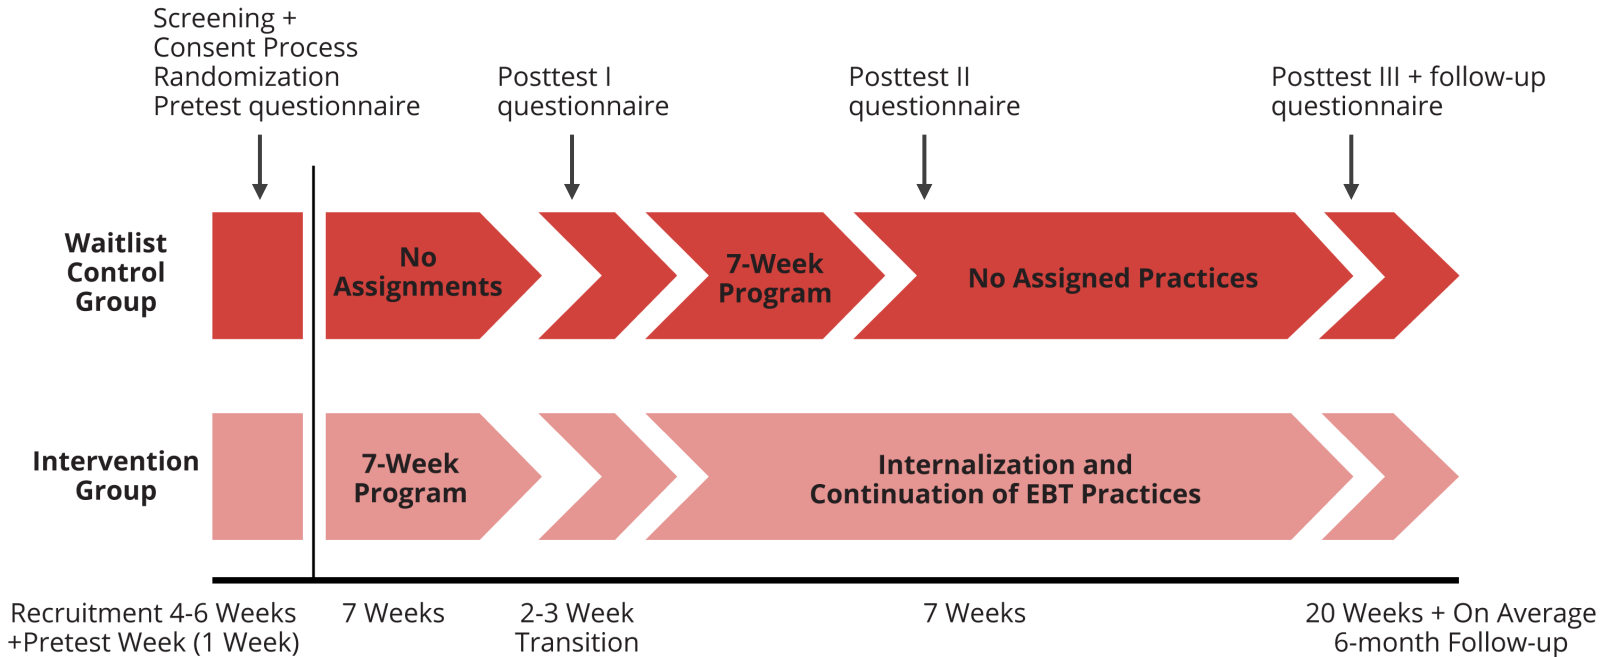 Screening +
Consent Process
Randomization
Pretest questionnaire
Posttest I
questionnaire
Posttest II
questionnaire
Posttest III + follow-up
questionnaire
Waitlist
Control
Group
No
Assignments
7-Week
Program
No Assigned Practices
Intervention
Group
7-Week
Program
Internalization and
Continuation of EBT Practices
Recruitment 4-6 Weeks
+Pretest Week (1 Week)
7 Weeks
2-3 Week
Transition
7 Weeks
20 Weeks + On Average
6-month Follow-up